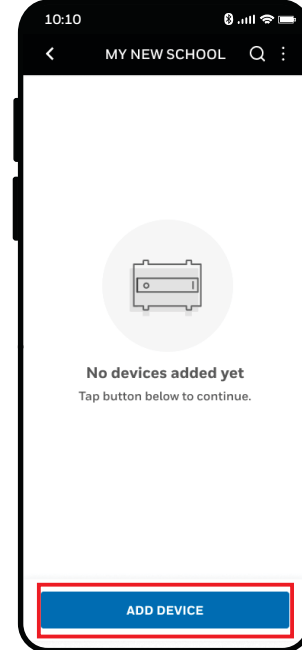 10:10
MY NEW SCHOOL
No devices added yet
Tap button below to continue.
ADD DEVICE